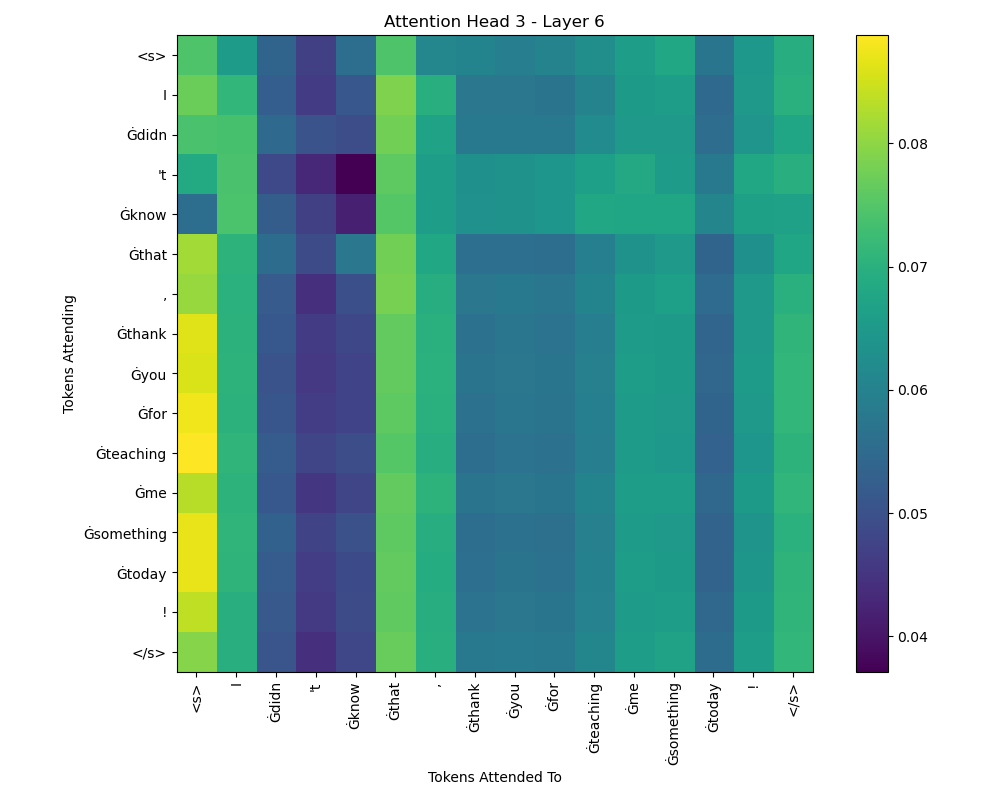 Attention Head 3 - Layer 6
Tokens Attending
<s>
I
Ġdidn
't
Ġknow
Ġthat
,
Ġthank
Ġyou
Ġfor
Ġteaching
Ġme
Ġsomething
Ġtoday
!
</s>
<s>
I
Ġdidn
't
Ġknow
Ġthat
,
Ġthank
Ġyou
Ġfor
Ġteaching
Ġme
Ġsomething
Ġtoday
!
</s>
Tokens Attended To
0.08
0.07
0.06
0.05
0.04